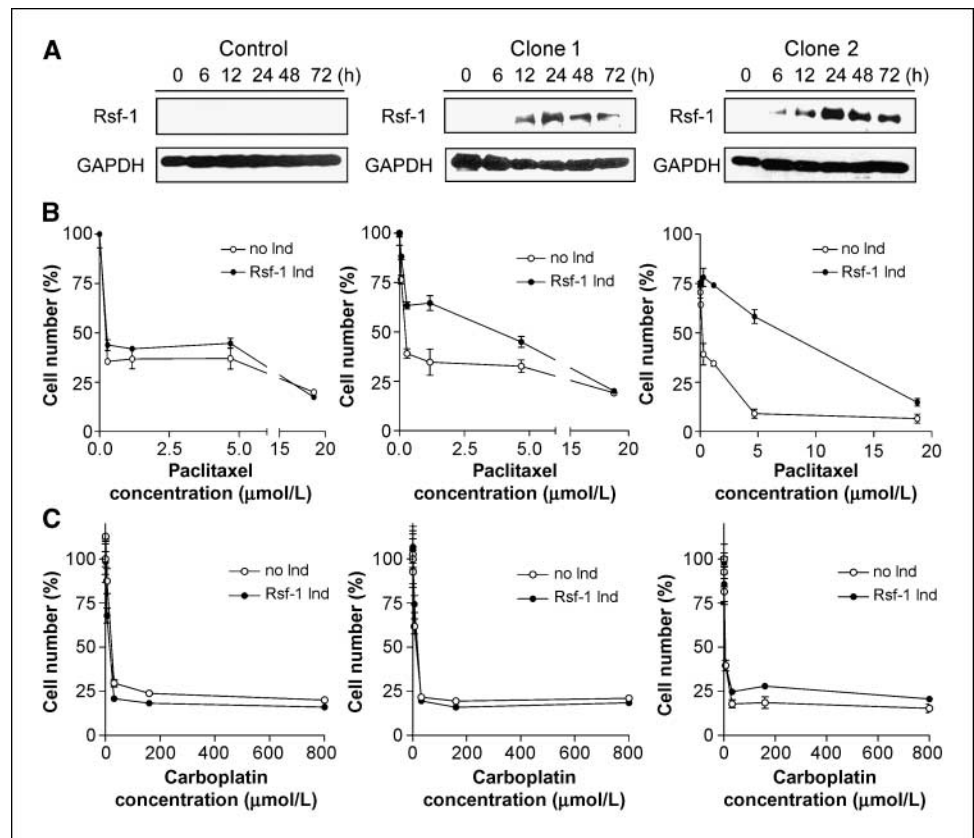 A
Control
0 6 12 24 48 72 (h)
Rsf-1
GAPDH
Clone 1
0 6 12 24 48 72 (h)
Rsf-1
GAPDH
Clone 2
0 6 12 24 48 72 (h)
Rsf-1
GAPDH
B
Cell number (%)
100
75
50
25
0
no Ind
Rsf-1 Ind
0.0 2.5 5.0 15 20
Paclitaxel
concentration (μmol/L)
Cell number (%)
100
75
50
25
0
no Ind
Rsf-1 Ind
0.0 2.5 5.0 15 20
Paclitaxel
concentration (μmol/L)
Cell number (%)
100
75
50
25
0
no Ind
Rsf-1 Ind
0 5 10 15 20
Paclitaxel
concentration (μmol/L)
C
Cell number (%)
100
75
50
25
0
no Ind
Rsf-1 Ind
0 200 400 600 800
Carboplatin
concentration (μmol/L)
Cell number (%)
100
75
50
25
0
no Ind
Rsf-1 Ind
0 200 400 600 800
Carboplatin
concentration (μmol/L)
Cell number (%)
100
75
50
25
0
no Ind
Rsf-1 Ind
0 200 400 600 800
Carboplatin
concentration (μmol/L)